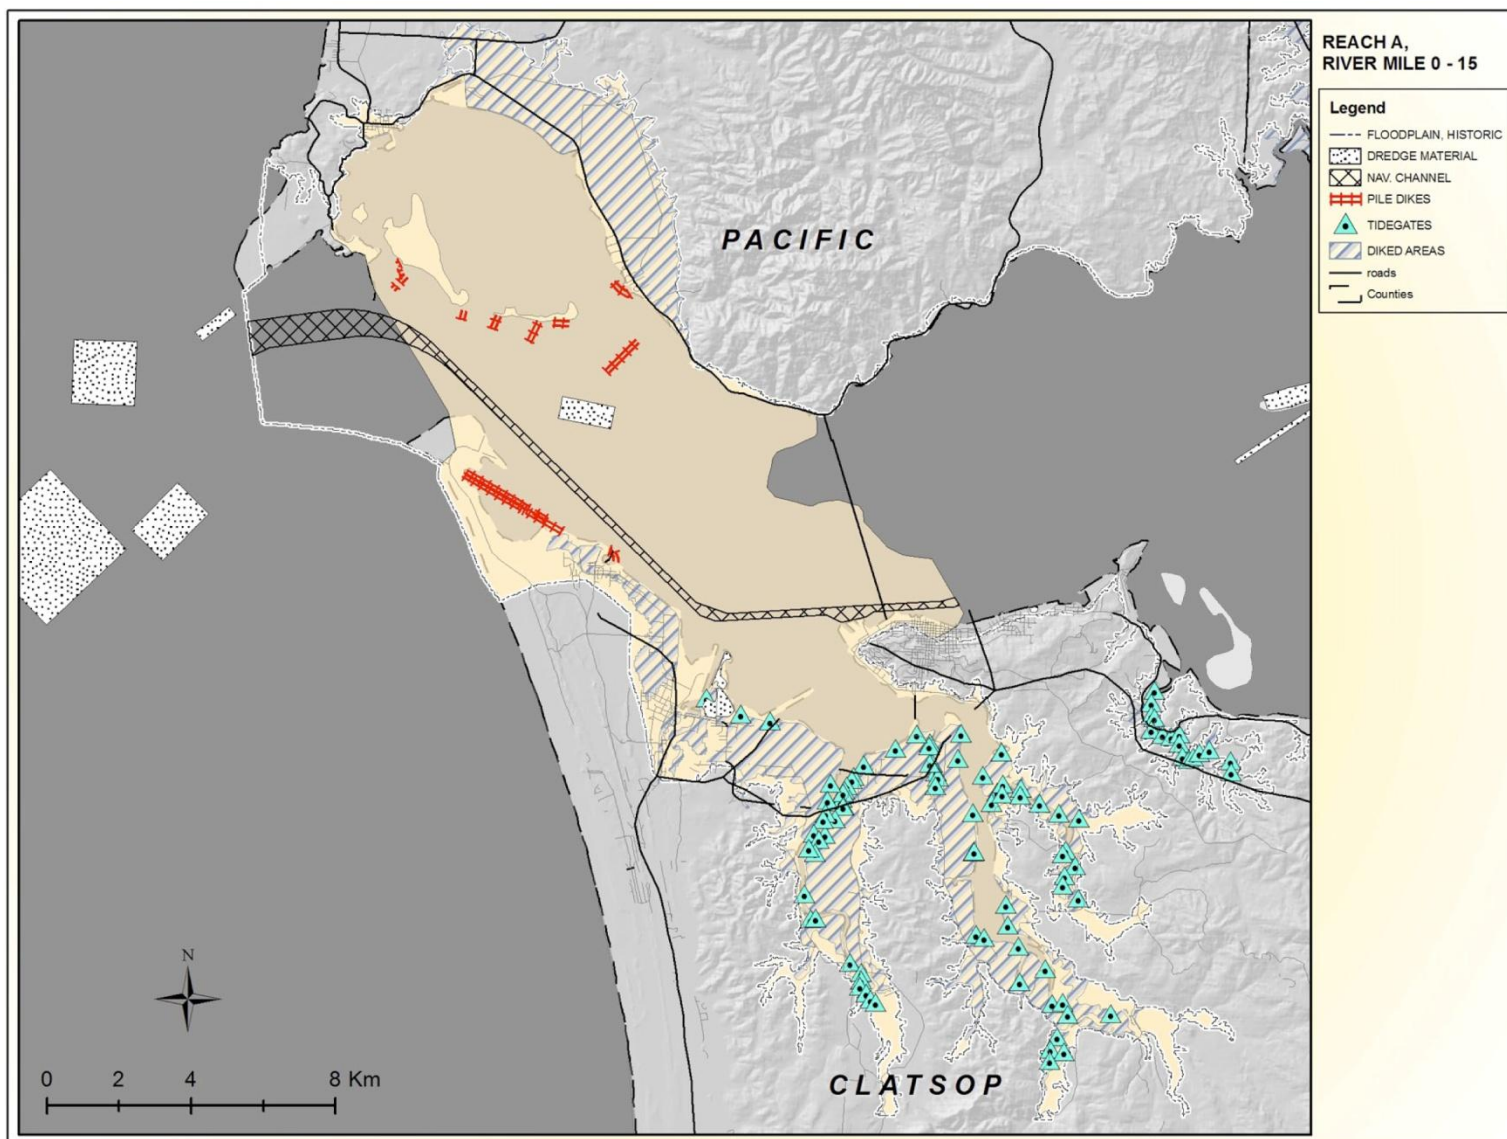 REACH A,
RIVER MILE 0 - 15
Legend
FLOODPLAIN, HISTORIC
DREDGE MATERIAL
NAV. CHANNEL
PILE DIKES
TIDEGATES
DIKED AREAS
roads
Counties
PACIFIC
CLATSOP
N
0 2 4 8 Km